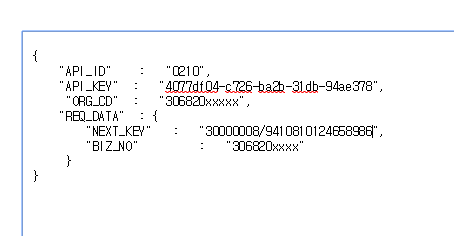 {
"API_ID" : "0210",
"API_KEY" : "4077df04-c726-ba2b-31db-94ae378",
"ORG_CD" : "306820xxxxx",
"REQ_DATA" : {
"NEXT_KEY" : "30000008/9410810124658986",
"BIZ_NO" : "306820xxxx"
}
}